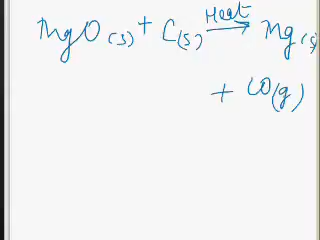 MgO(s) + C(s) Heat → Mg(s)
+ CO(g)